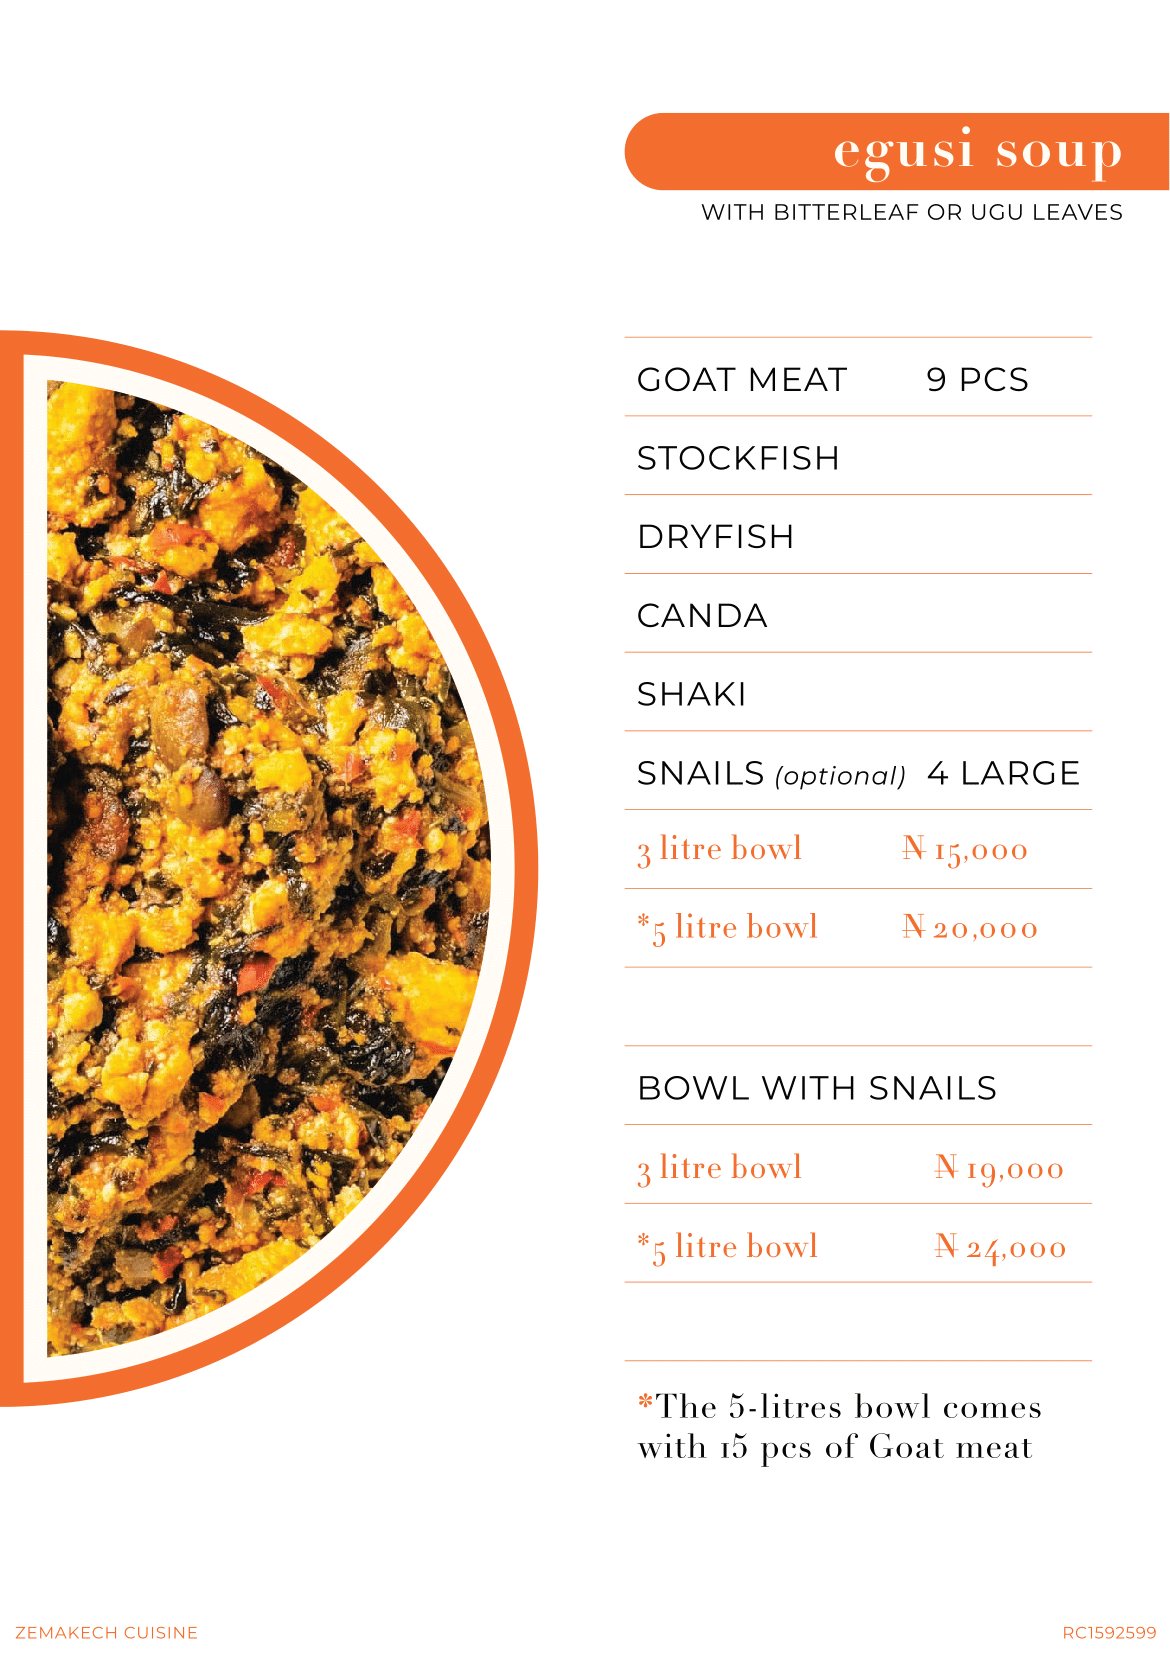 egusi soup
WITH BITTERLEAF OR UGU LEAVES
GOAT MEAT 9 PCS
STOCKFISH
DRYFISH
CANDA
SHAKI
SNAILS (optional) 4 LARGE
3 litre bowl ₦ 15,000
*5 litre bowl ₦ 20,000
BOWL WITH SNAILS
3 litre bowl ₦ 19,000
*5 litre bowl ₦ 24,000
*The 5-litres bowl comes
with 15 pcs of Goat meat
ZEMAKECH CUISINE RC1592599